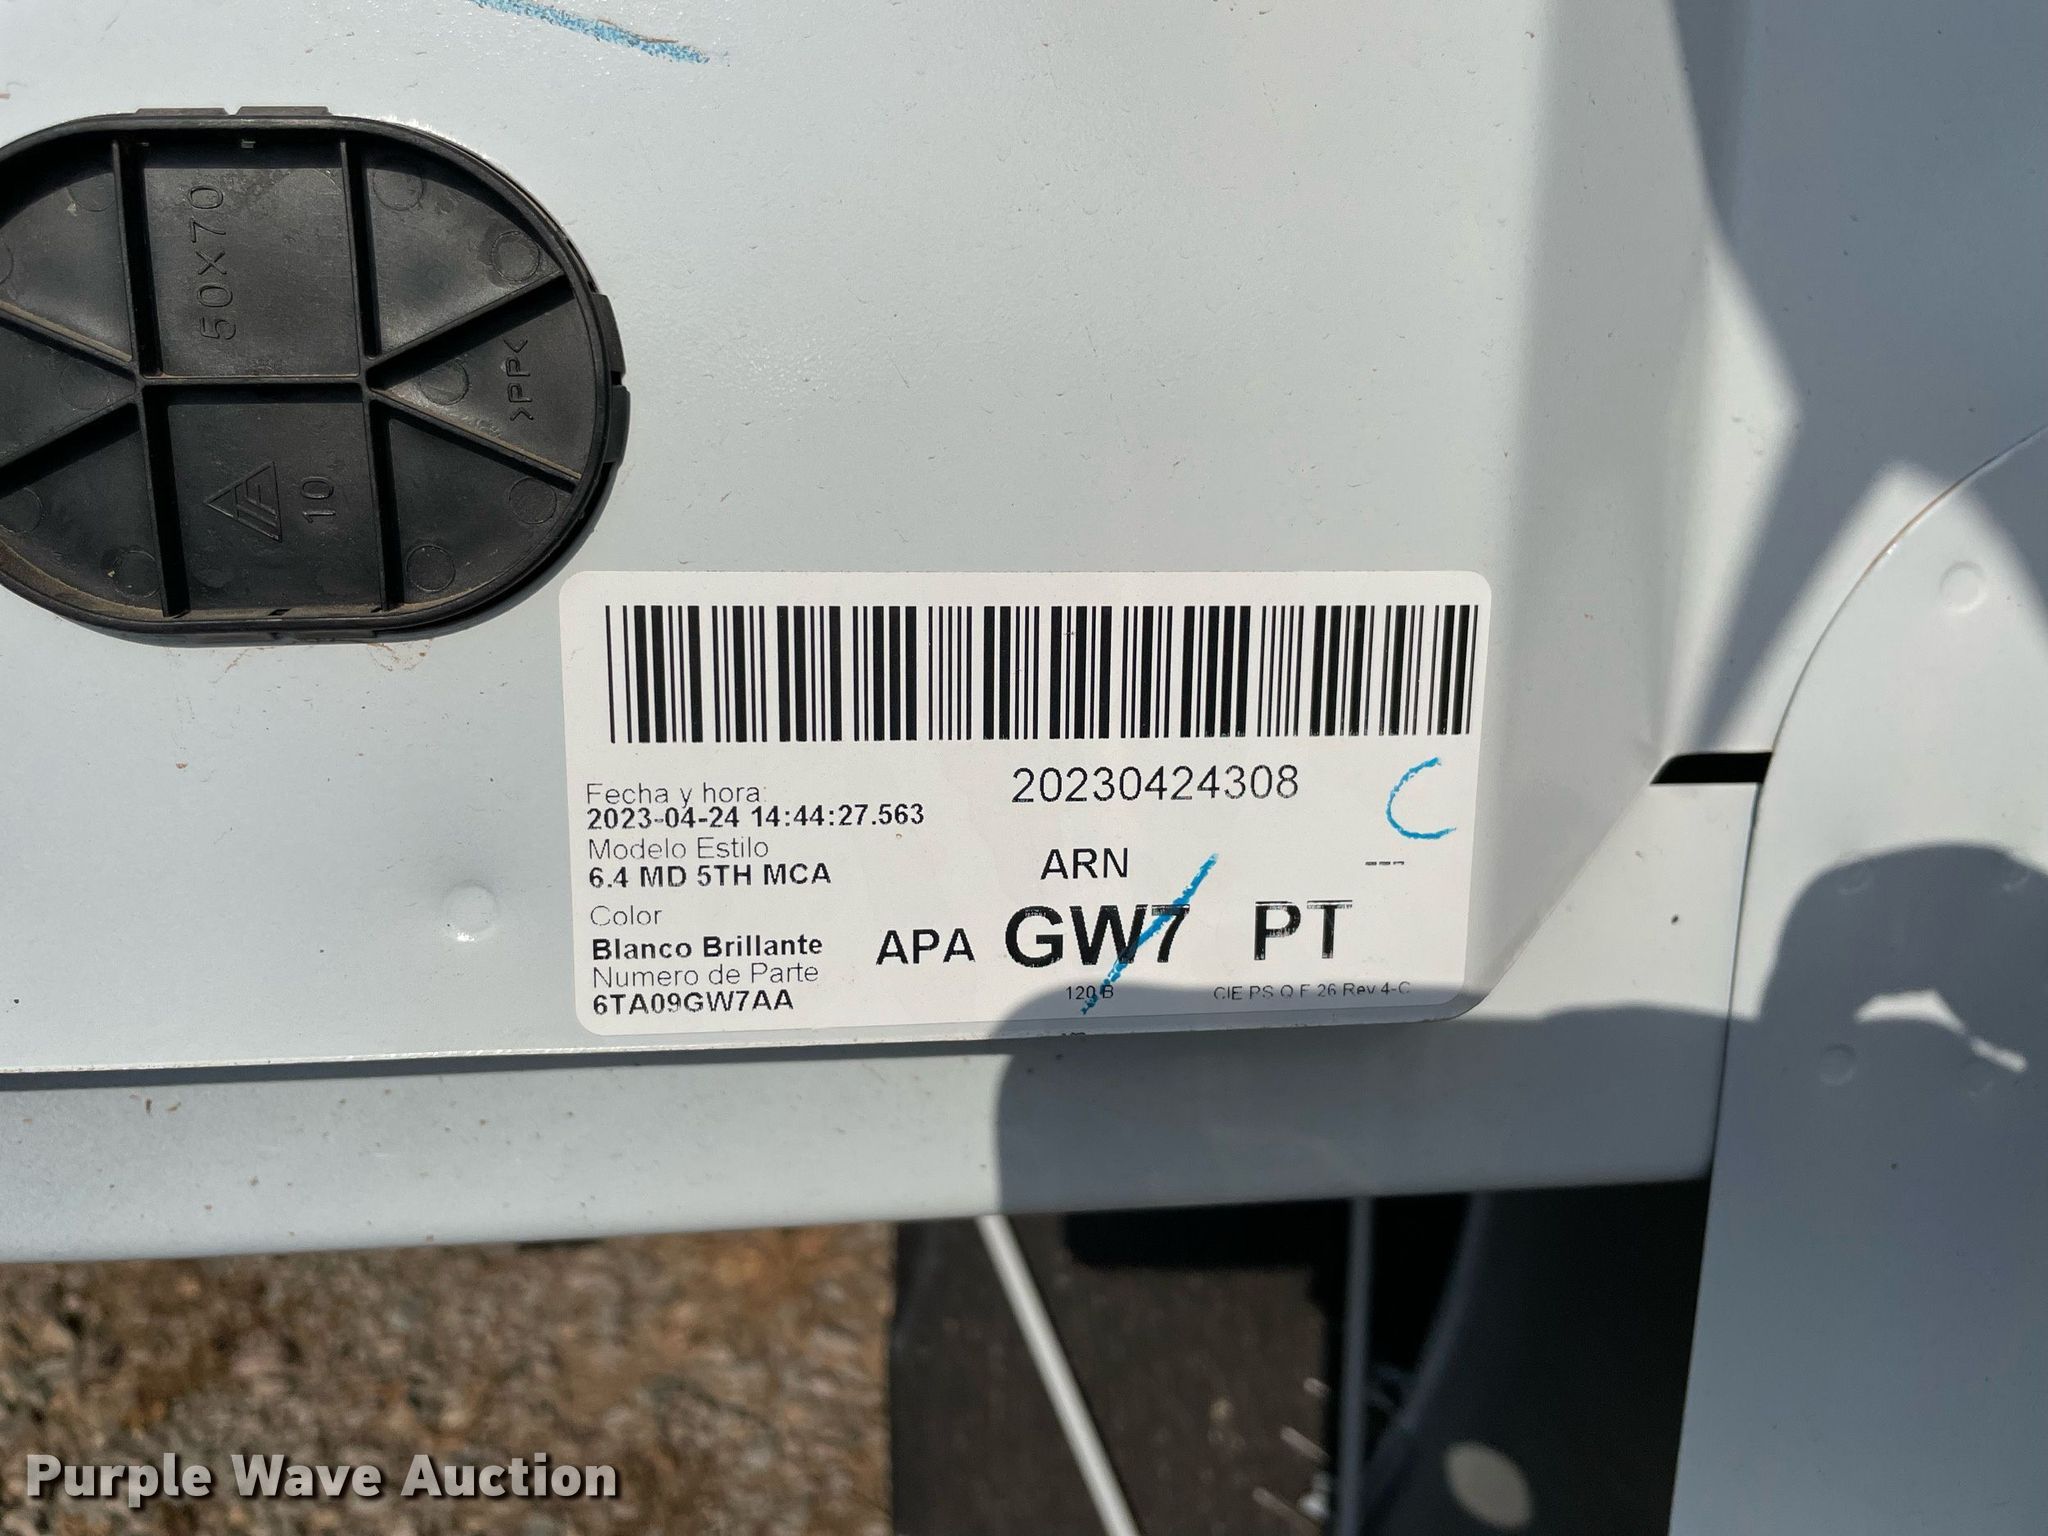 50x70
>PP<
10
20230424308
Fecha y hora:
2023-04-24 14:44:27.563
Modelo Estilo
6.4 MD 5TH MCA
ARN
---
Color
Blanco Brillante
APA GW7 PT
Numero de Parte
6TA09GW7AA
120 B
CIE PS Q F 26 Rev 4-C
C
Purple Wave Auction